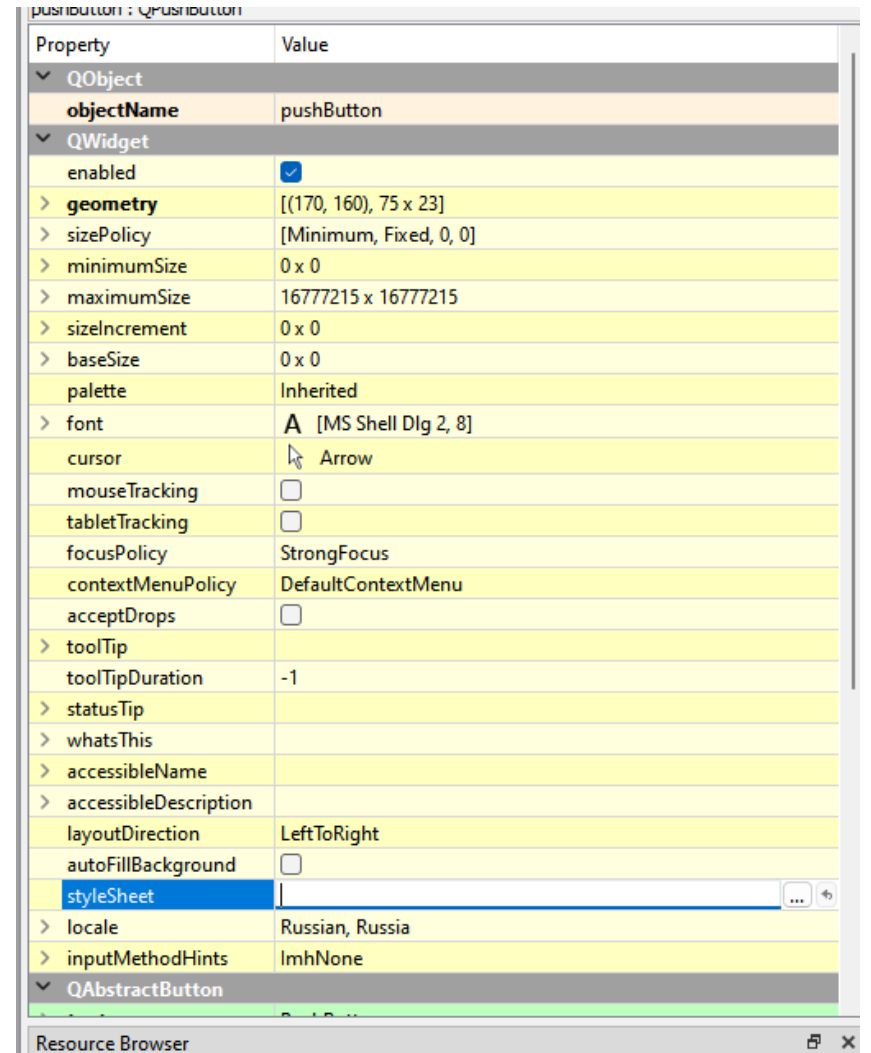 pushButton : QPushButton
Property Value
QObject
objectName pushButton
QWidget
enabled
geometry [(170, 160), 75 x 23]
sizePolicy [Minimum, Fixed, 0, 0]
minimumSize 0 x 0
maximumSize 16777215 x 16777215
sizeIncrement 0 x 0
baseSize 0 x 0
palette Inherited
font A [MS Shell Dlg 2, 8]
cursor Arrow
mouseTracking
tabletTracking
focusPolicy StrongFocus
contextMenuPolicy DefaultContextMenu
acceptDrops
toolTip
toolTipDuration -1
statusTip
whatsThis
accessibleName
accessibleDescription
layoutDirection LeftToRight
autoFillBackground
styleSheet ...
locale Russian, Russia
inputMethodHints ImhNone
QAbstractButton
Resource Browser